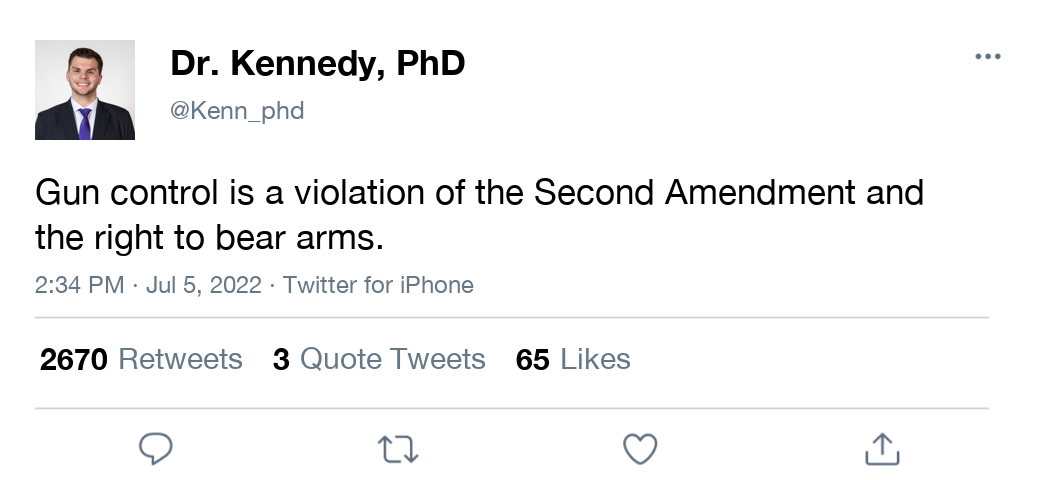 Dr. Kennedy, PhD
@Kenn_phd
Gun control is a violation of the Second Amendment and
the right to bear arms.
2:34 PM · Jul 5, 2022 · Twitter for iPhone
2670 Retweets 3 Quote Tweets 65 Likes